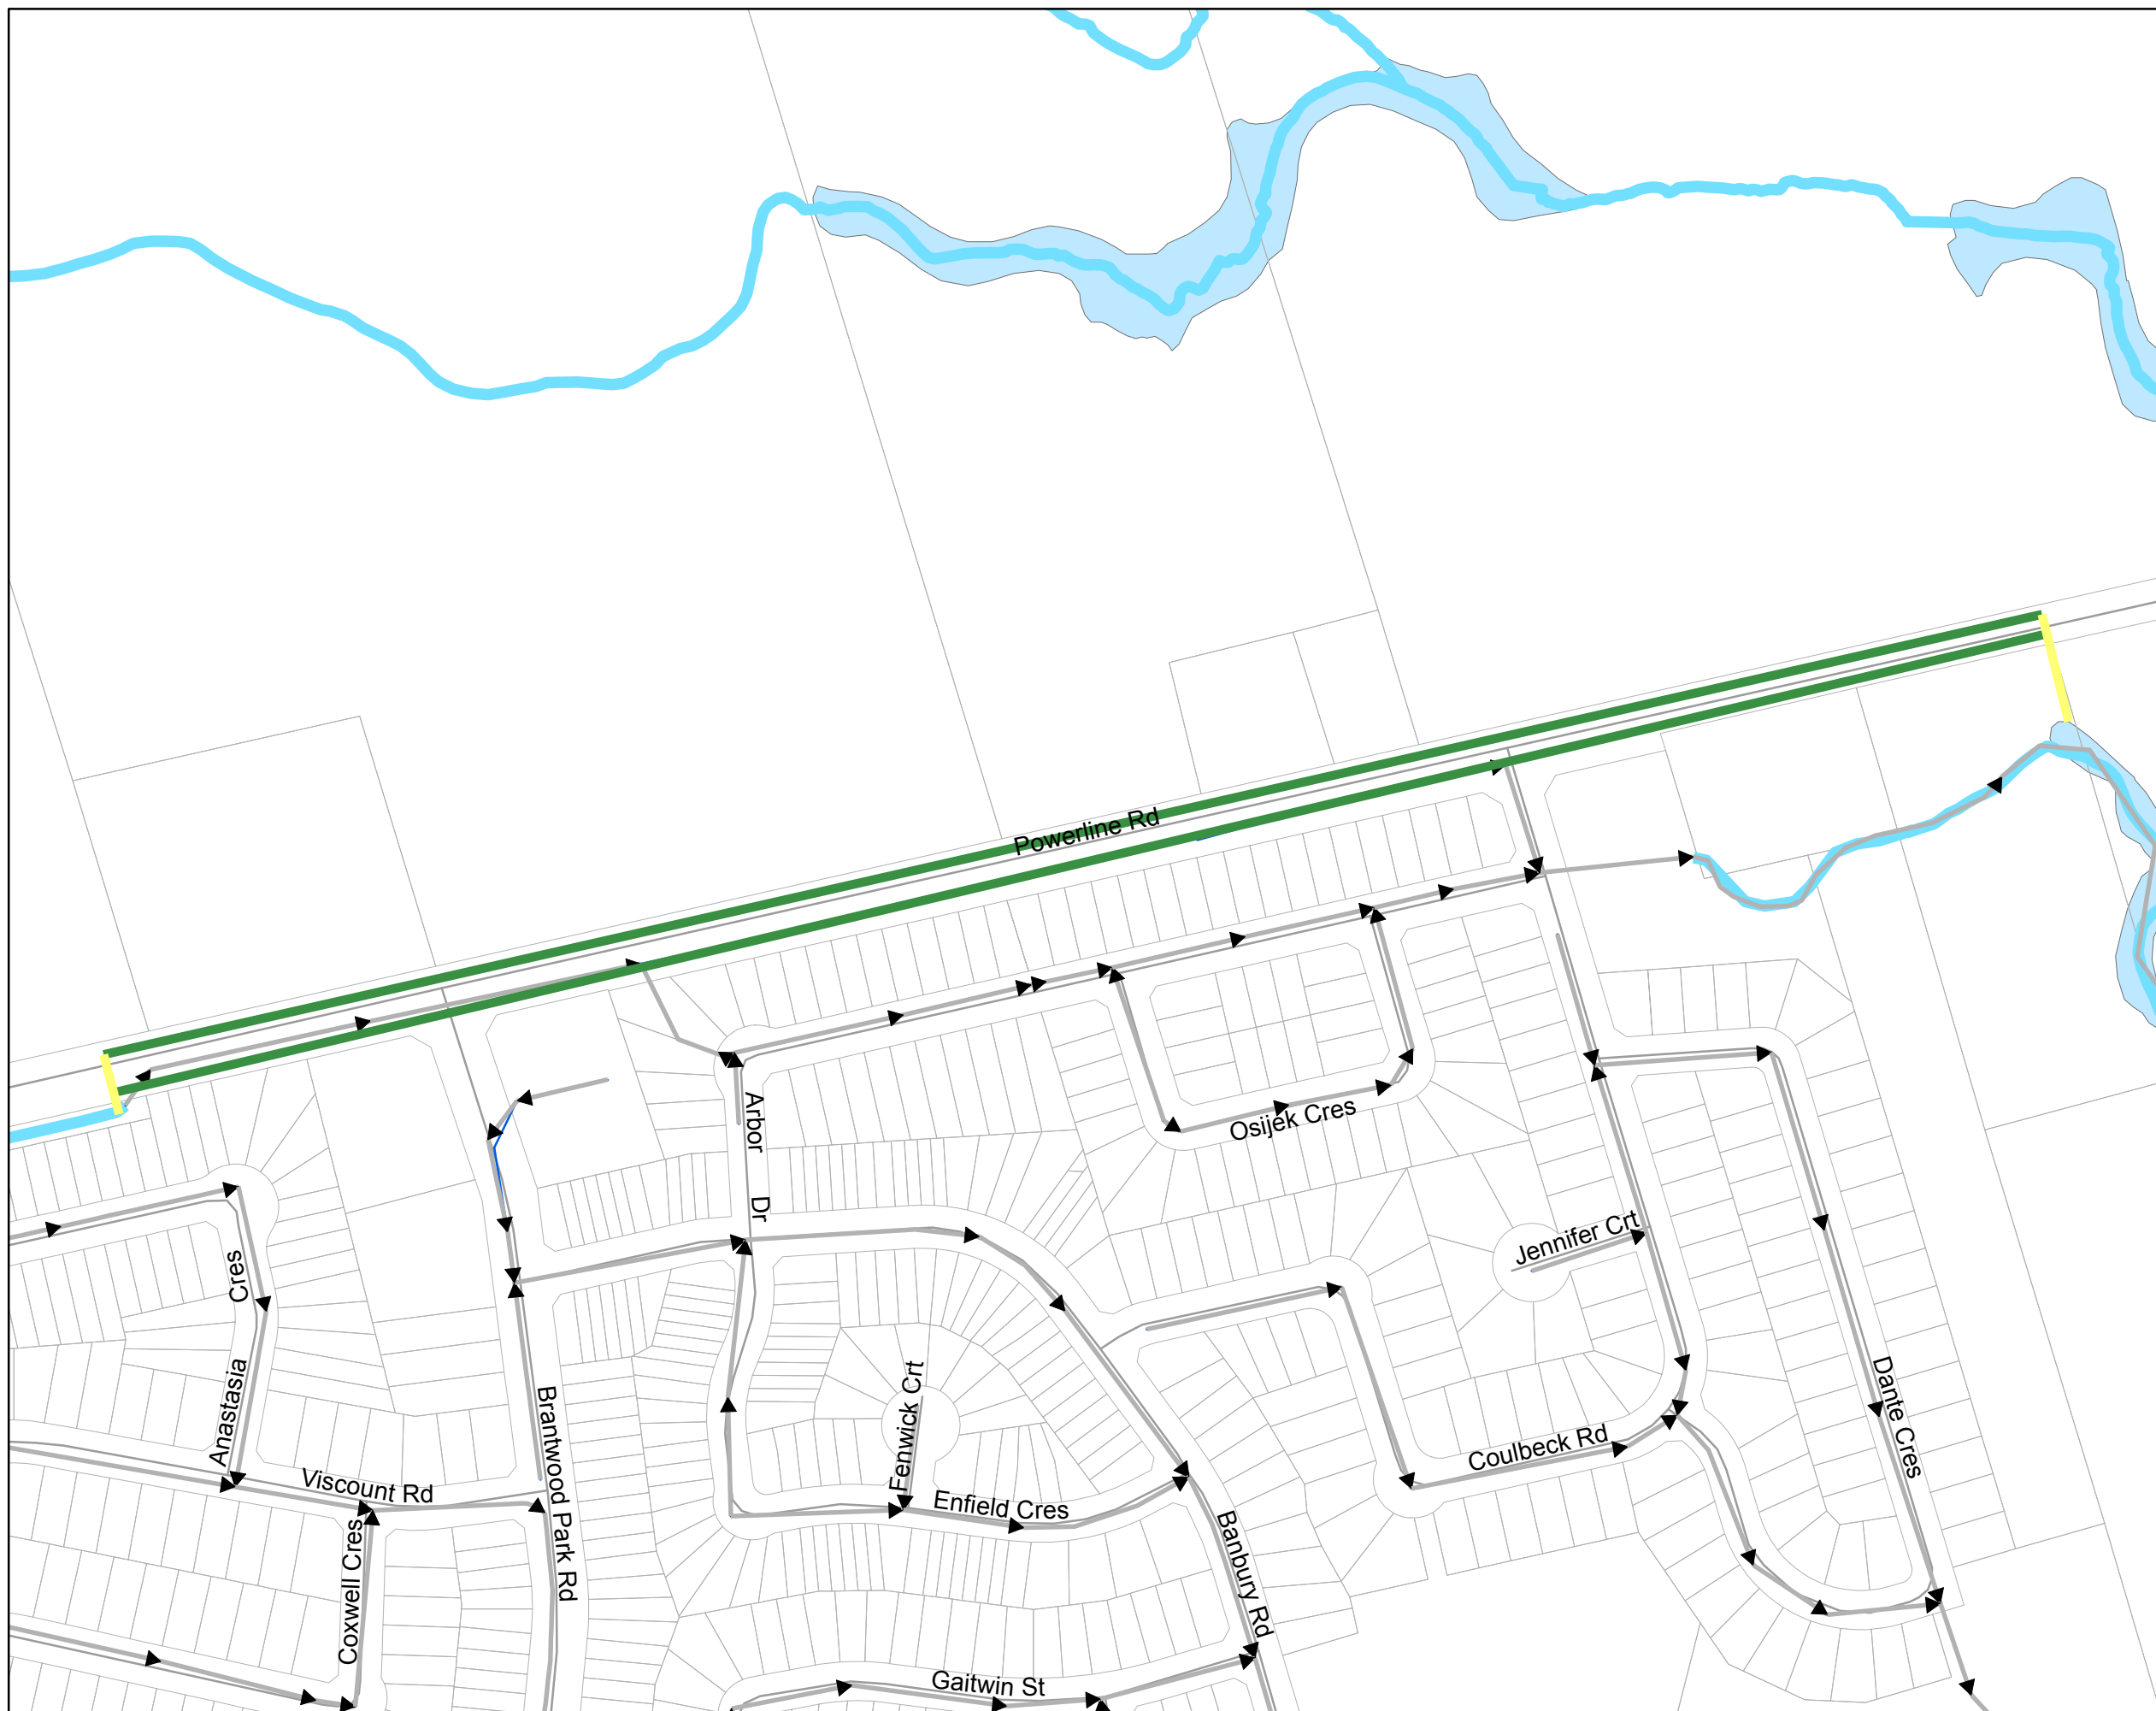 Powerline Rd
Arbor
Dr
Osijek Cres
Jennifer Crt
Anastasia
Cres
Fenwick Crt
Coulbeck Rd
Dante Cres
Viscount Rd
Brantwood Park Rd
Enfield Cres
Coxwell Cres
Banbury Rd
Gaitwin St